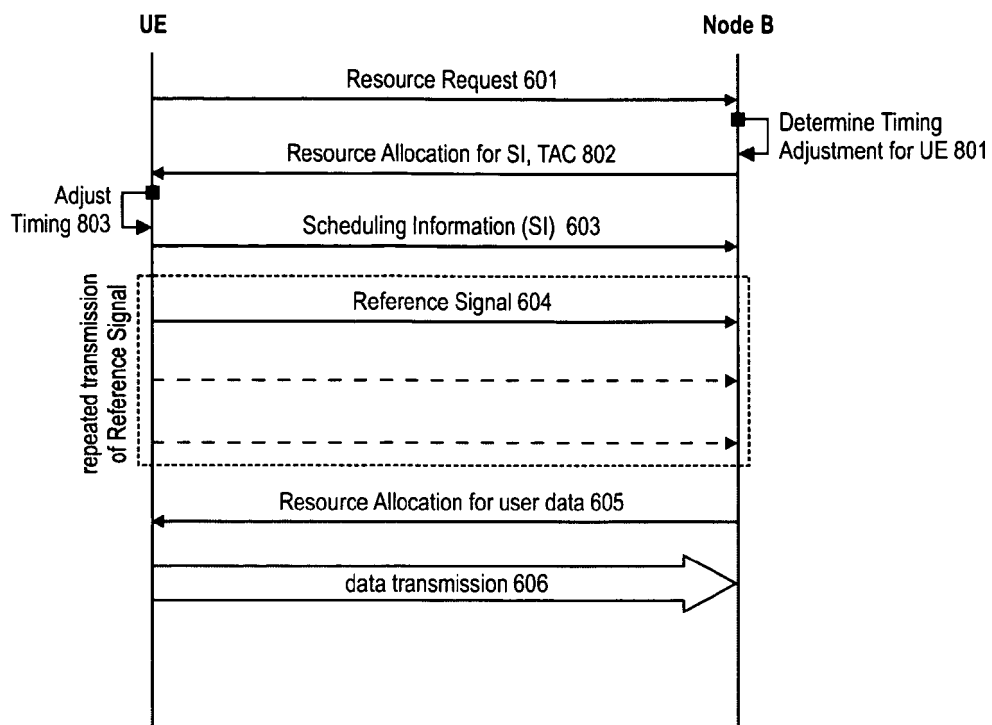 UE
Node B
Resource Request 601
Determine Timing
Adjustment for UE 801
Resource Allocation for SI, TAC 802
Adjust
Timing 803
Scheduling Information (SI) 603
repeated transmission
of Reference Signal
Reference Signal 604
Resource Allocation for user data 605
data transmission 606